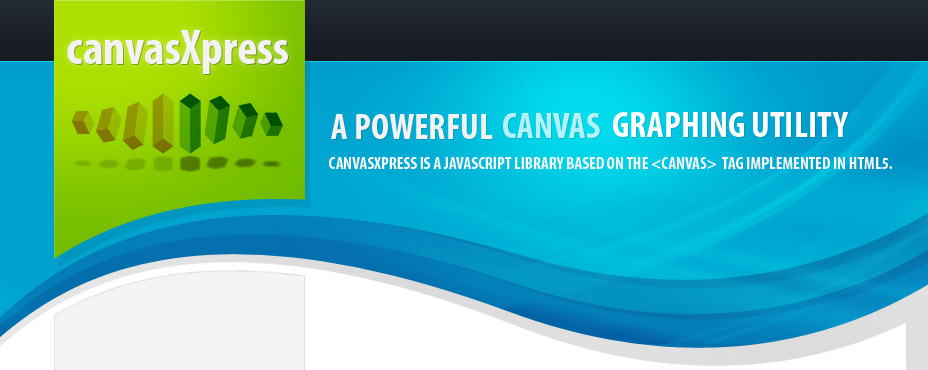 canvasXpress
A POWERFUL CANVAS GRAPHING UTILITY
CANVASXPRESS IS A JAVASCRIPT LIBRARY BASED ON THE <CANVAS> TAG IMPLEMENTED IN HTML5.